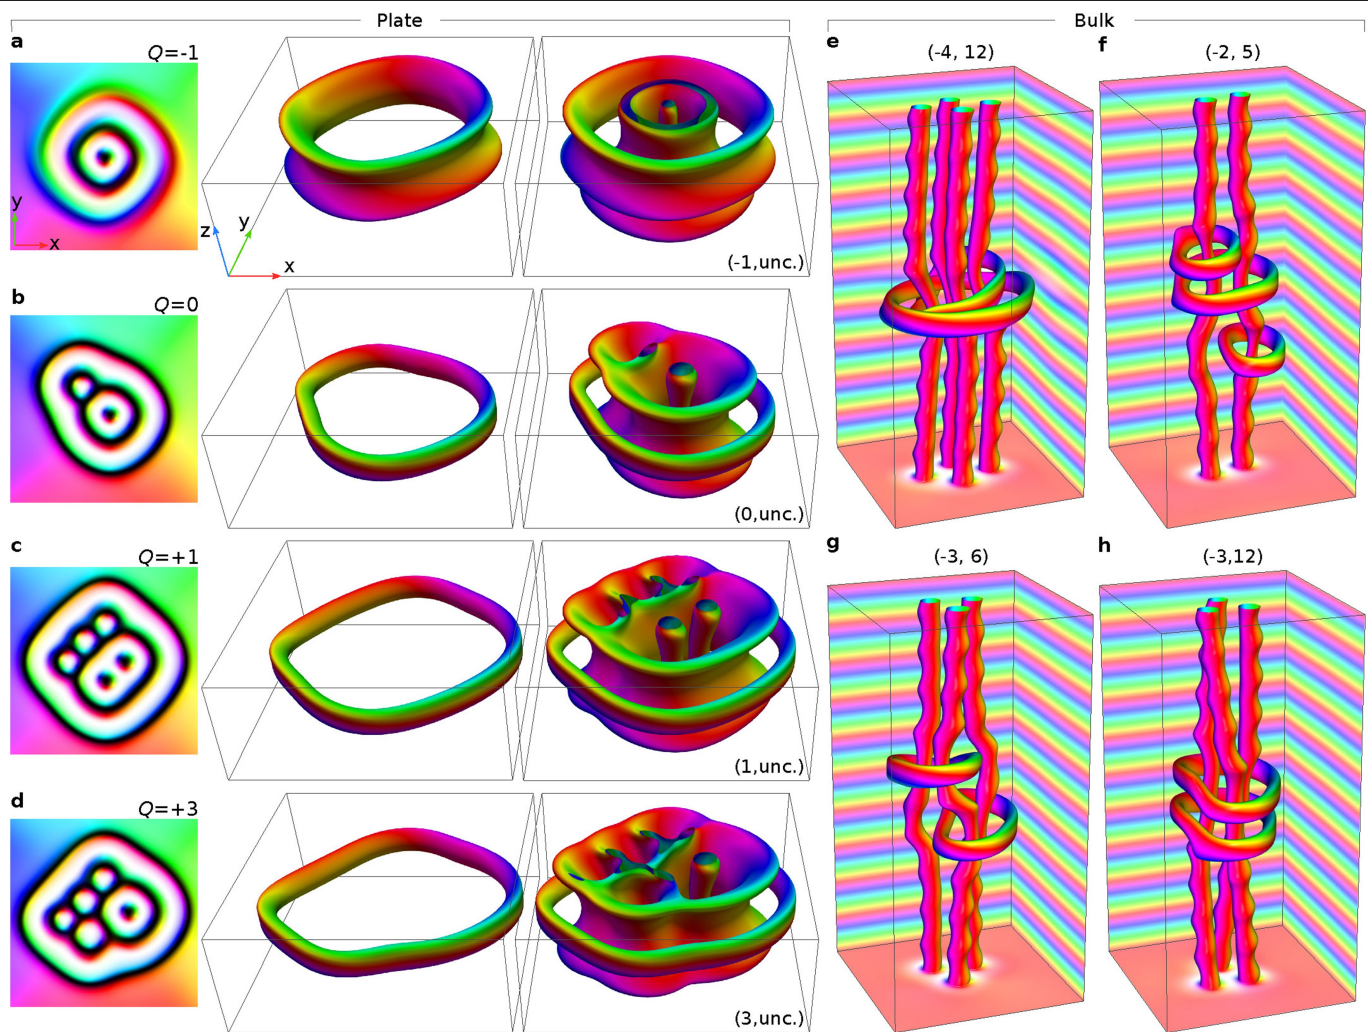 Plate
Bulk
a
Q=-1
y
x
z
y
x
(-1,unc.)
b
Q=0
(0,unc.)
c
Q=+1
(1,unc.)
d
Q=+3
(3,unc.)
e
(-4, 12)
f
(-2, 5)
g
(-3, 6)
h
(-3,12)